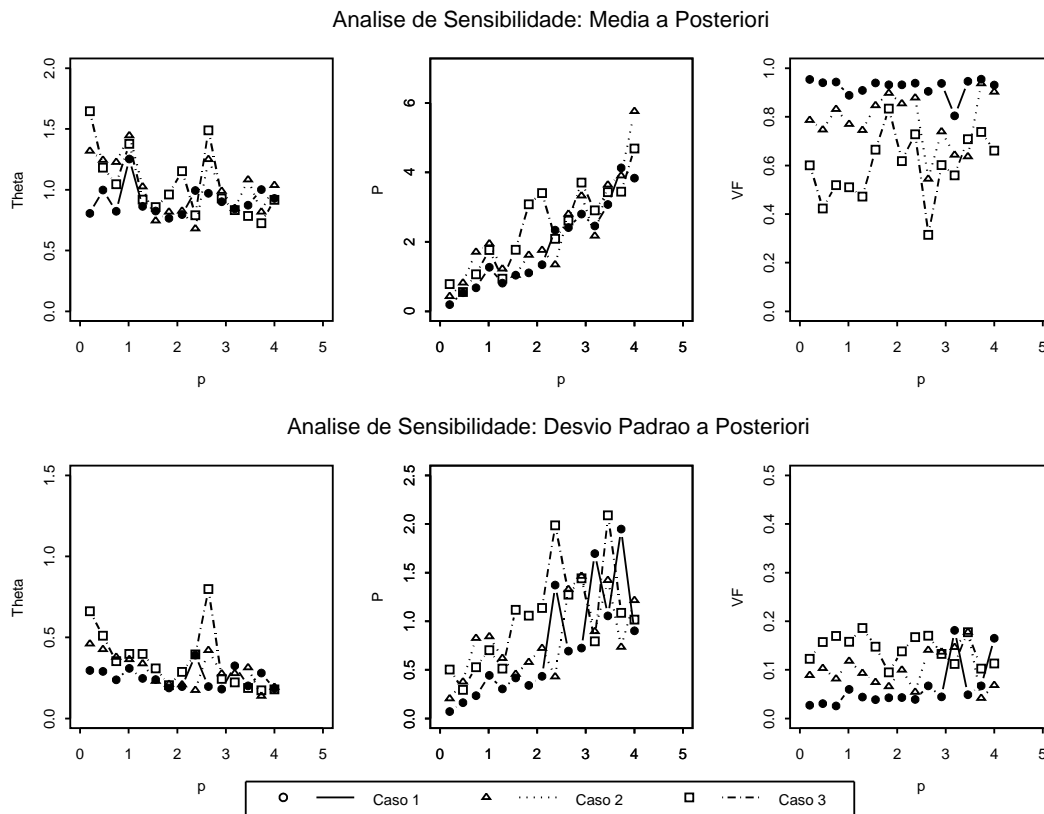 Analise de Sensibilidade: Media a Posteriori
Theta
2.0
1.5
1.0
0.5
0.0
0 1 2 3 4 5
p
P
6
4
2
0
0 1 2 3 4 5
p
VF
1.0
0.8
0.6
0.4
0.2
0.0
0 1 2 3 4 5
p
Analise de Sensibilidade: Desvio Padrao a Posteriori
Theta
1.5
1.0
0.5
0.0
0 1 2 3 4 5
p
P
2.5
2.0
1.5
1.0
0.5
0.0
0 1 2 3 4 5
p
VF
0.5
0.4
0.3
0.2
0.1
0.0
0 1 2 3 4 5
p
Caso 1 Caso 2 Caso 3